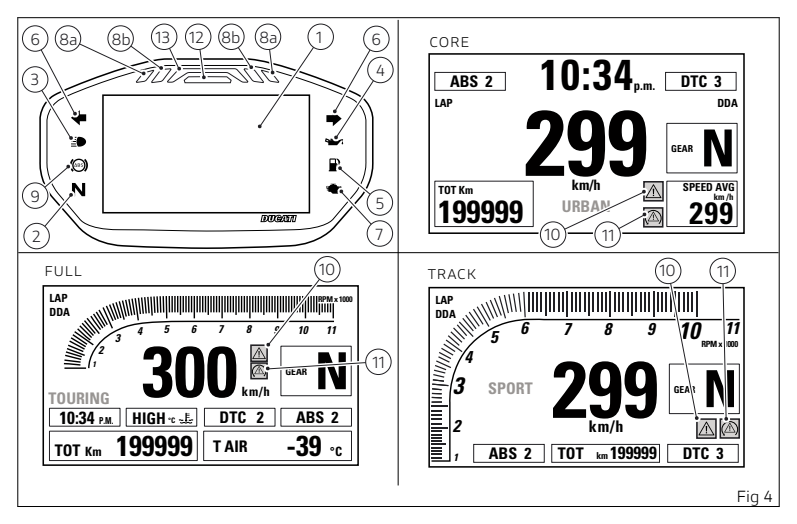 6
8a
8b
13
12
8b
8a
1
6
3
4
ABS
9
N
2
5
7
DUCATI
CORE
ABS 2
10:34 p.m.
DTC 3
LAP
DDA
299
GEAR N
km/h
TOT Km
199999
URBAN
SPEED AVG
km/h
299
10
11
FULL
10
11
LAP
DDA
RPM x 1000
1 2 3 4 5 6 7 8 9 10 11
300
km/h
GEAR N
TOURING
10:34 P.M.
HIGH °C
DTC 2
ABS 2
TOT Km 199999
T AIR -39 °C
TRACK
10
11
LAP
DDA
1 2 3 4 5 6 7 8 9 10 11
RPM x 1000
SPORT
299
km/h
GEAR N
ABS 2
TOT km 199999
DTC 3
Fig 4